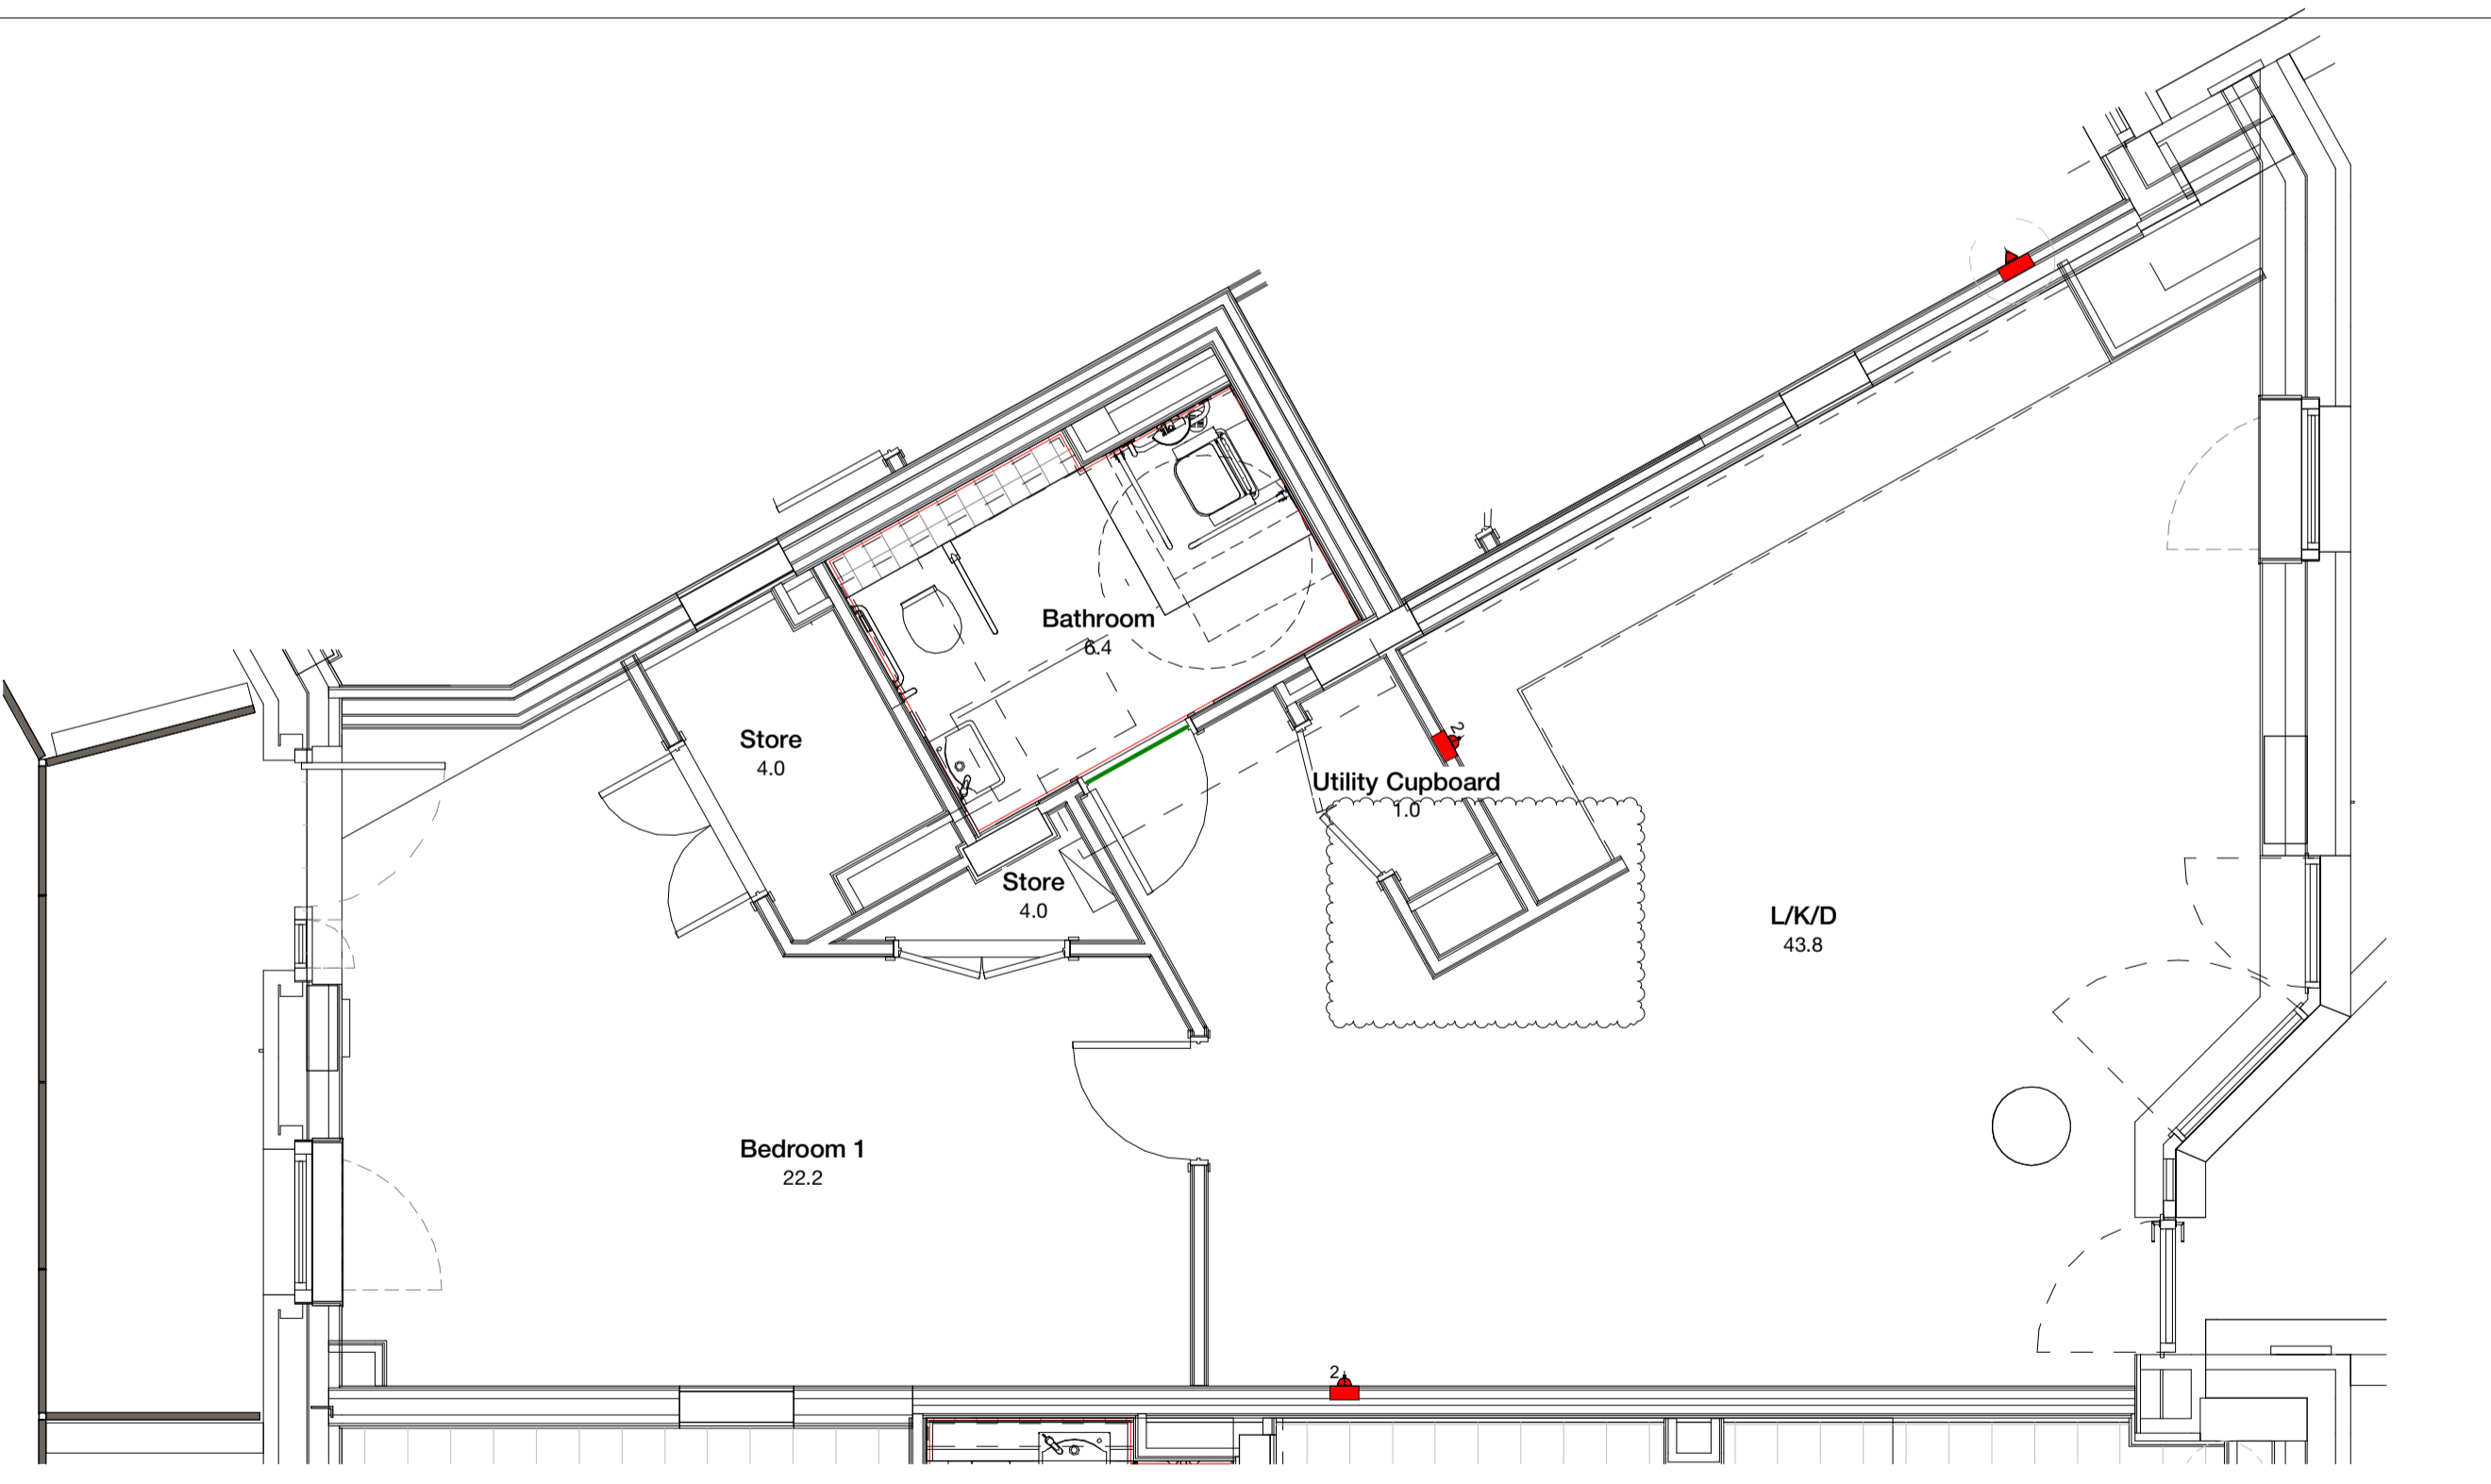 Bathroom
6.4
Store
4.0
2
Utility Cupboard
1.0
Store
4.0
L/K/D
43.8
Bedroom 1
22.2
2